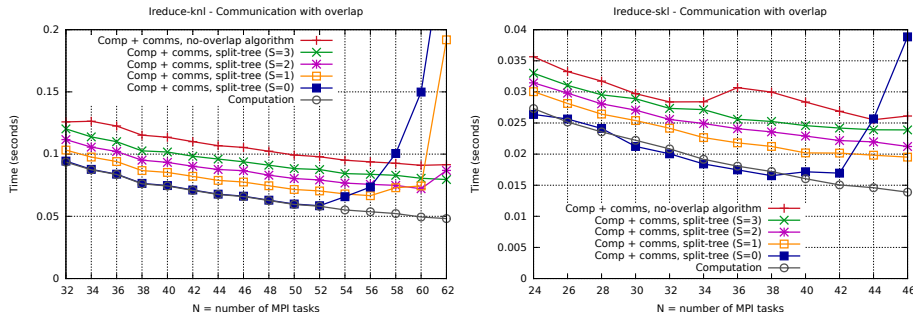 Ireduce-knl - Communication with overlap
0.2
0.15
0.1
0.05
0
Time (seconds)
Comp + comms, no-overlap algorithm
Comp + comms, split-tree (S=3)
Comp + comms, split-tree (S=2)
Comp + comms, split-tree (S=1)
Comp + comms, split-tree (S=0)
Computation
32 34 36 38 40 42 44 46 48 50 52 54 56 58 60 62
N = number of MPI tasks
Ireduce-skl - Communication with overlap
0.04
0.035
0.03
0.025
0.02
0.015
0.01
0.005
0
Time (seconds)
Comp + comms, no-overlap algorithm
Comp + comms, split-tree (S=3)
Comp + comms, split-tree (S=2)
Comp + comms, split-tree (S=1)
Comp + comms, split-tree (S=0)
Computation
24 26 28 30 32 34 36 38 40 42 44 46
N = number of MPI tasks